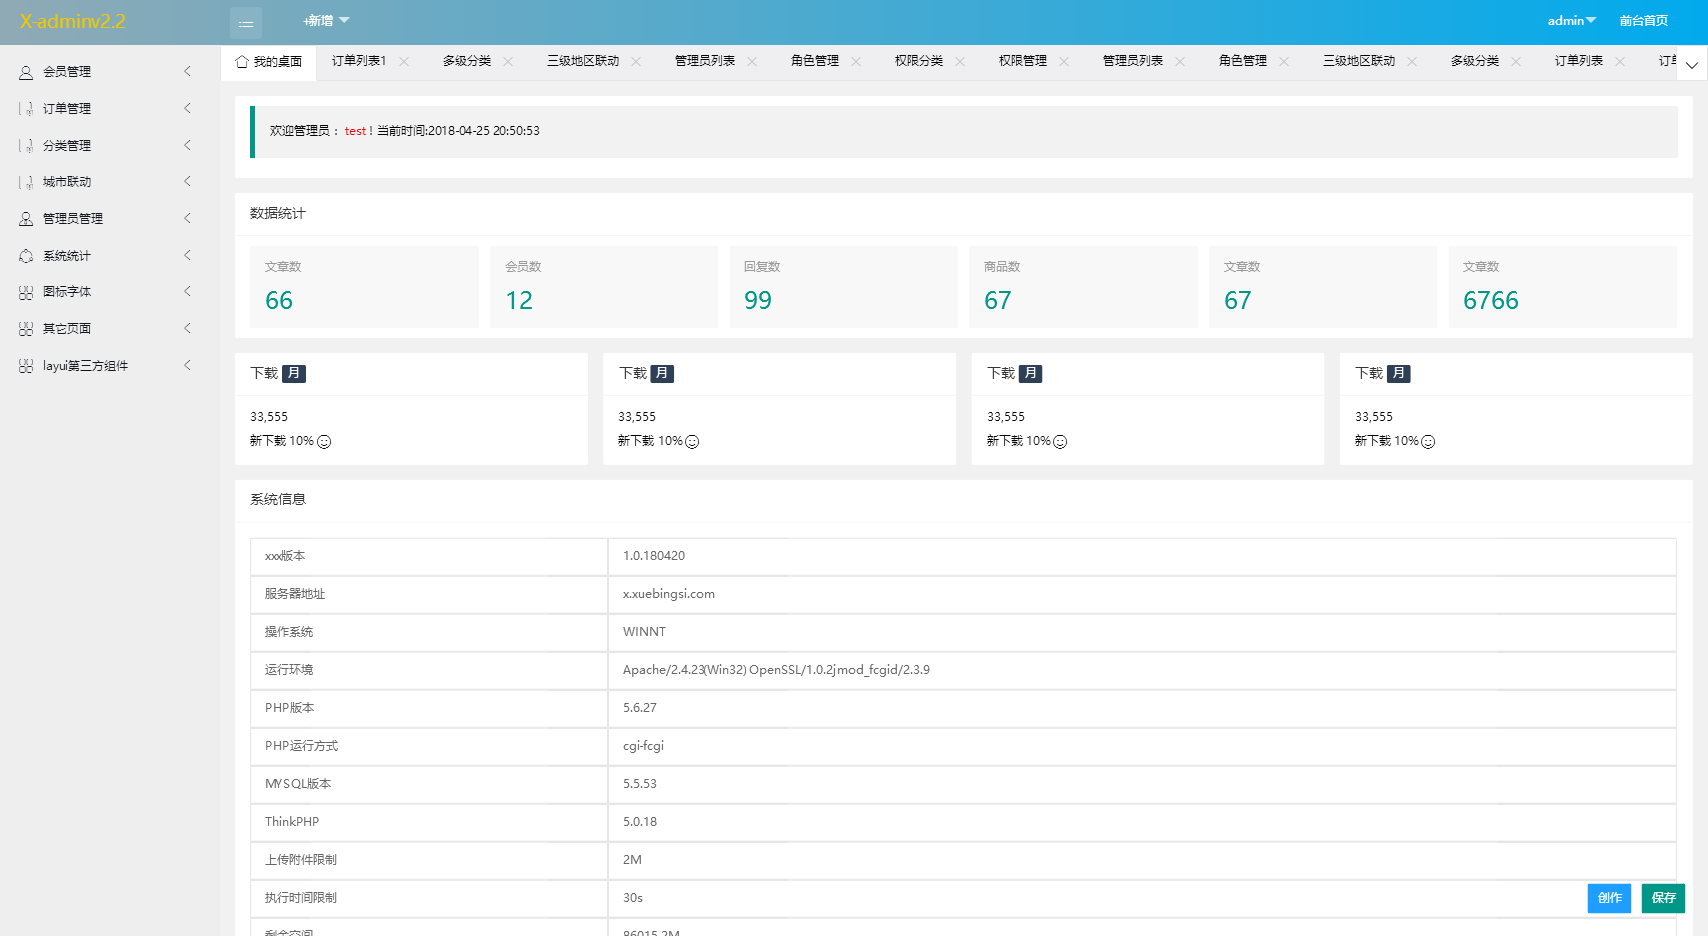 X-adminv2.2
+新增
admin
前台首页
会员管理
订单管理
分类管理
城市联动
管理员管理
系统统计
图标字体
其它页面
layui第三方组件
我的桌面
订单列表1
多级分类
三级地区联动
管理员列表
角色管理
权限分类
权限管理
管理员列表
角色管理
三级地区联动
多级分类
订单列表
欢迎管理员：test！当前时间:2018-04-25 20:50:53
数据统计
文章数
66
会员数
12
回复数
99
商品数
67
文章数
67
文章数
6766
下载 月
33,555
新下载 10%
下载 月
33,555
新下载 10%
下载 月
33,555
新下载 10%
下载 月
33,555
新下载 10%
系统信息
xxx版本 1.0.180420
服务器地址 x.xuebingsi.com
操作系统 WINNT
运行环境 Apache/2.4.23(Win32) OpenSSL/1.0.2j mod_fcgid/2.3.9
PHP版本 5.6.27
PHP运行方式 cgi-fcgi
MYSQL版本 5.5.53
ThinkPHP 5.0.18
上传附件限制 2M
执行时间限制 30s
剩余空间 86015.2M
创作
保存